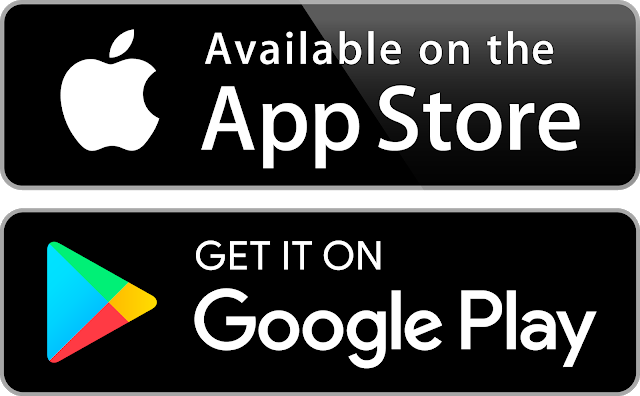 Available on the
App Store
GET IT ON
Google Play